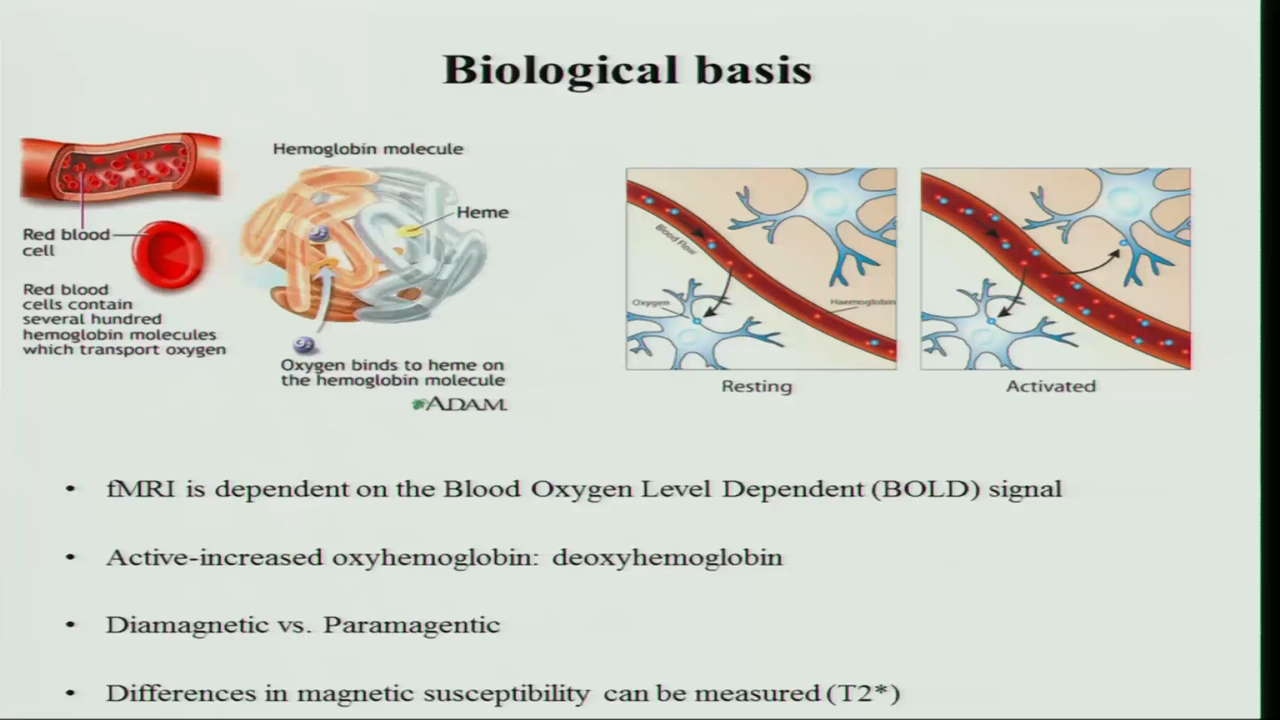 Biological basis
Hemoglobin molecule
Heme
Red blood
cell
Red blood
cells contain
several hundred
hemoglobin molecules
which transport oxygen
Oxygen binds to heme on
the hemoglobin molecule
ADAM
Blood Flow
Oxygen
Haemoglobin
Resting
Activated
• fMRI is dependent on the Blood Oxygen Level Dependent (BOLD) signal
• Active-increased oxyhemoglobin: deoxyhemoglobin
• Diamagnetic vs. Paramagentic
• Differences in magnetic susceptibility can be measured (T2*)